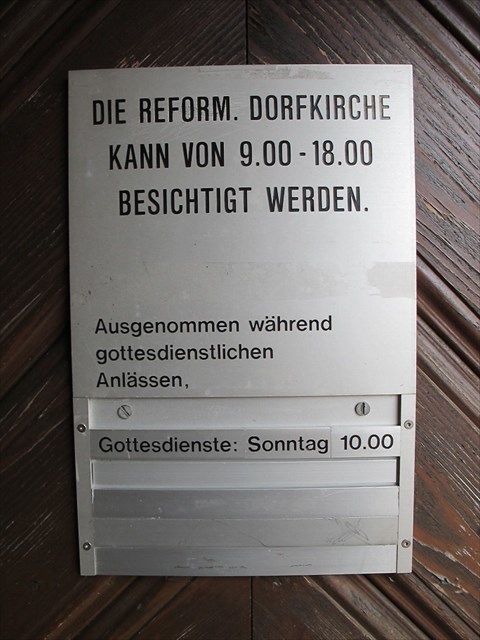 DIE REFORM. DORFKIRCHE
KANN VON 9.00 - 18.00
BESICHTIGT WERDEN.
Ausgenommen während
gottesdienstlichen
Anlässen,
Gottesdienste: Sonntag 10.00